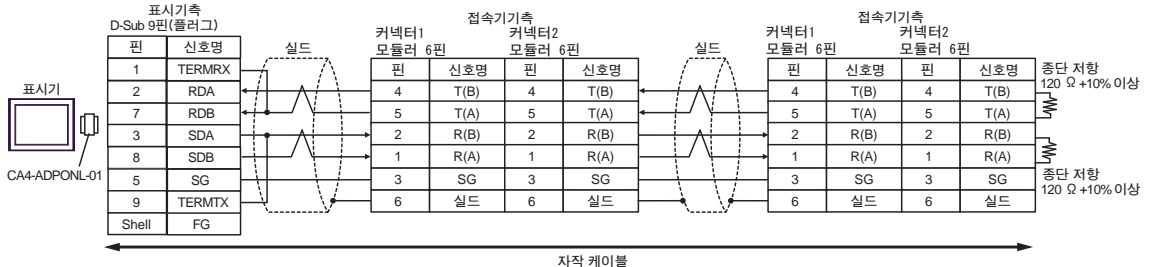 표시기측
D-Sub 9핀(플러그)
핀 신호명
1 TERMRX
2 RDA
7 RDB
3 SDA
8 SDB
5 SG
9 TERMTX
Shell FG
표시기
CA4-ADPONL-01
실드
접속기기측
커넥터1 커넥터2
모듈러 6핀 모듈러 6핀
핀 신호명 핀 신호명
4 T(B) 4 T(B)
5 T(A) 5 T(A)
2 R(B) 2 R(B)
1 R(A) 1 R(A)
3 SG 3 SG
6 실드 6 실드
실드
접속기기측
커넥터1 커넥터2
모듈러 6핀 모듈러 6핀
핀 신호명 핀 신호명
4 T(B) 4 T(B)
5 T(A) 5 T(A)
2 R(B) 2 R(B)
1 R(A) 1 R(A)
3 SG 3 SG
6 실드 6 실드
종단 저항
120 Ω +10% 이상
종단 저항
120 Ω +10% 이상
자작 케이블